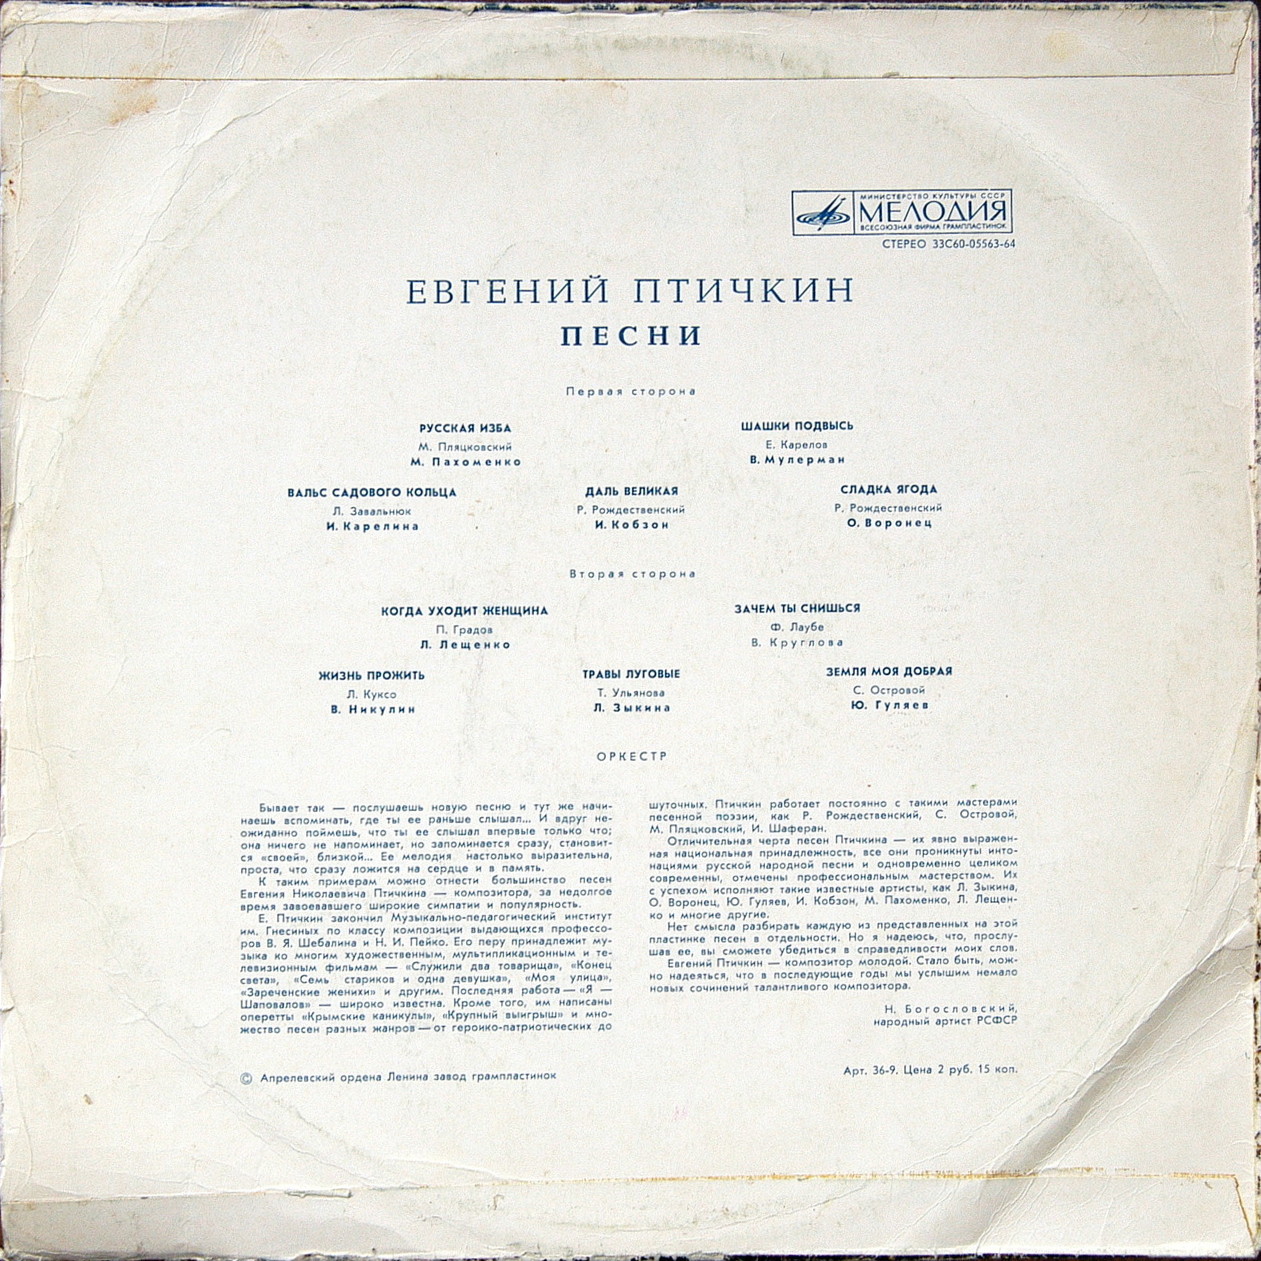 МИНИСТЕРСТВО КУЛЬТУРЫ СССР
МЕЛОДИЯ
ВСЕСОЮЗНАЯ ФИРМА ГРАМПЛАСТИНОК
СТЕРЕО 33С60-05563-64
ЕВГЕНИЙ ПТИЧКИН
ПЕСНИ
Первая сторона
РУССКАЯ ИЗБА
М. Пляцковский
М. Пахоменко
ШАШКИ ПОДВЫСЬ
Е. Карелов
В. Мулерман
ВАЛЬС САДОВОГО КОЛЬЦА
Л. Завальнюк
И. Карелина
ДАЛЬ ВЕЛИКАЯ
Р. Рождественский
И. Кобзон
СЛАДКА ЯГОДА
Р. Рождественский
О. Воронец
Вторая сторона
КОГДА УХОДИТ ЖЕНЩИНА
П. Градов
Л. Лещенко
ЗАЧЕМ ТЫ СНИШЬСЯ
Ф. Лаубе
В. Круглова
ЖИЗНЬ ПРОЖИТЬ
Л. Куксо
В. Никулин
ТРАВЫ ЛУГОВЫЕ
Т. Ульянова
Л. Зыкина
ЗЕМЛЯ МОЯ ДОБРАЯ
С. Островой
Ю. Гуляев
ОРКЕСТР
Бывает так — послушаешь новую песню и тут же начи-
наешь вспоминать, где ты ее раньше слышал... И вдруг не-
ожиданно поймешь, что ты ее слышал впервые только что;
она ничего не напоминает, но запоминается сразу, становит-
ся «своей», близкой... Ее мелодия настолько выразительна,
проста, что сразу ложится на сердце и в память.
К таким примерам можно отнести большинство песен
Евгения Николаевича Птичкина — композитора, за недолгое
время завоевавшего широкие симпатии и популярность.
Е. Птичкин закончил Музыкально-педагогический институт
им. Гнесиных по классу композиции выдающихся профессо-
ров В. Я. Шебалина и Н. И. Пейко. Его перу принадлежит му-
зыка ко многим художественным, мультипликационным и те-
левизионным фильмам — «Служили два товарища», «Конец
света», «Семь стариков и одна девушка», «Моя улица»,
«Зареченские женихи» и другим. Последняя работа — «Я —
Шаповалов» — широко известна. Кроме того, им написаны
оперетты «Крымские каникулы», «Крупный выигрыш» и мно-
жество песен разных жанров — от героико-патриотических до
шуточных. Птичкин работает постоянно с такими мастерами
песенной поэзии, как Р. Рождественский, С. Островой,
М. Пляцковский, И. Шаферан.
Отличительная черта песен Птичкина — их явно выражен-
ная национальная принадлежность, все они проникнуты инто-
нациями русской народной песни и одновременно целиком
современны, отмечены профессиональным мастерством. Их
с успехом исполняют такие известные артисты, как Л. Зыкина,
О. Воронец, Ю. Гуляев, И. Кобзон, М. Пахоменко, Л. Лещен-
ко и многие другие.
Нет смысла разбирать каждую из представленных на этой
пластинке песен в отдельности. Но я надеюсь, что, прослу-
шав ее, вы сможете убедиться в справедливости моих слов.
Евгений Птичкин — композитор молодой. Стало быть, мож-
но надеяться, что в последующие годы мы услышим немало
новых сочинений талантливого композитора.
Н. Богословский,
народный артист РСФСР
© Апрелевский ордена Ленина завод грампластинок
Арт. 36-9. Цена 2 руб. 15 коп.